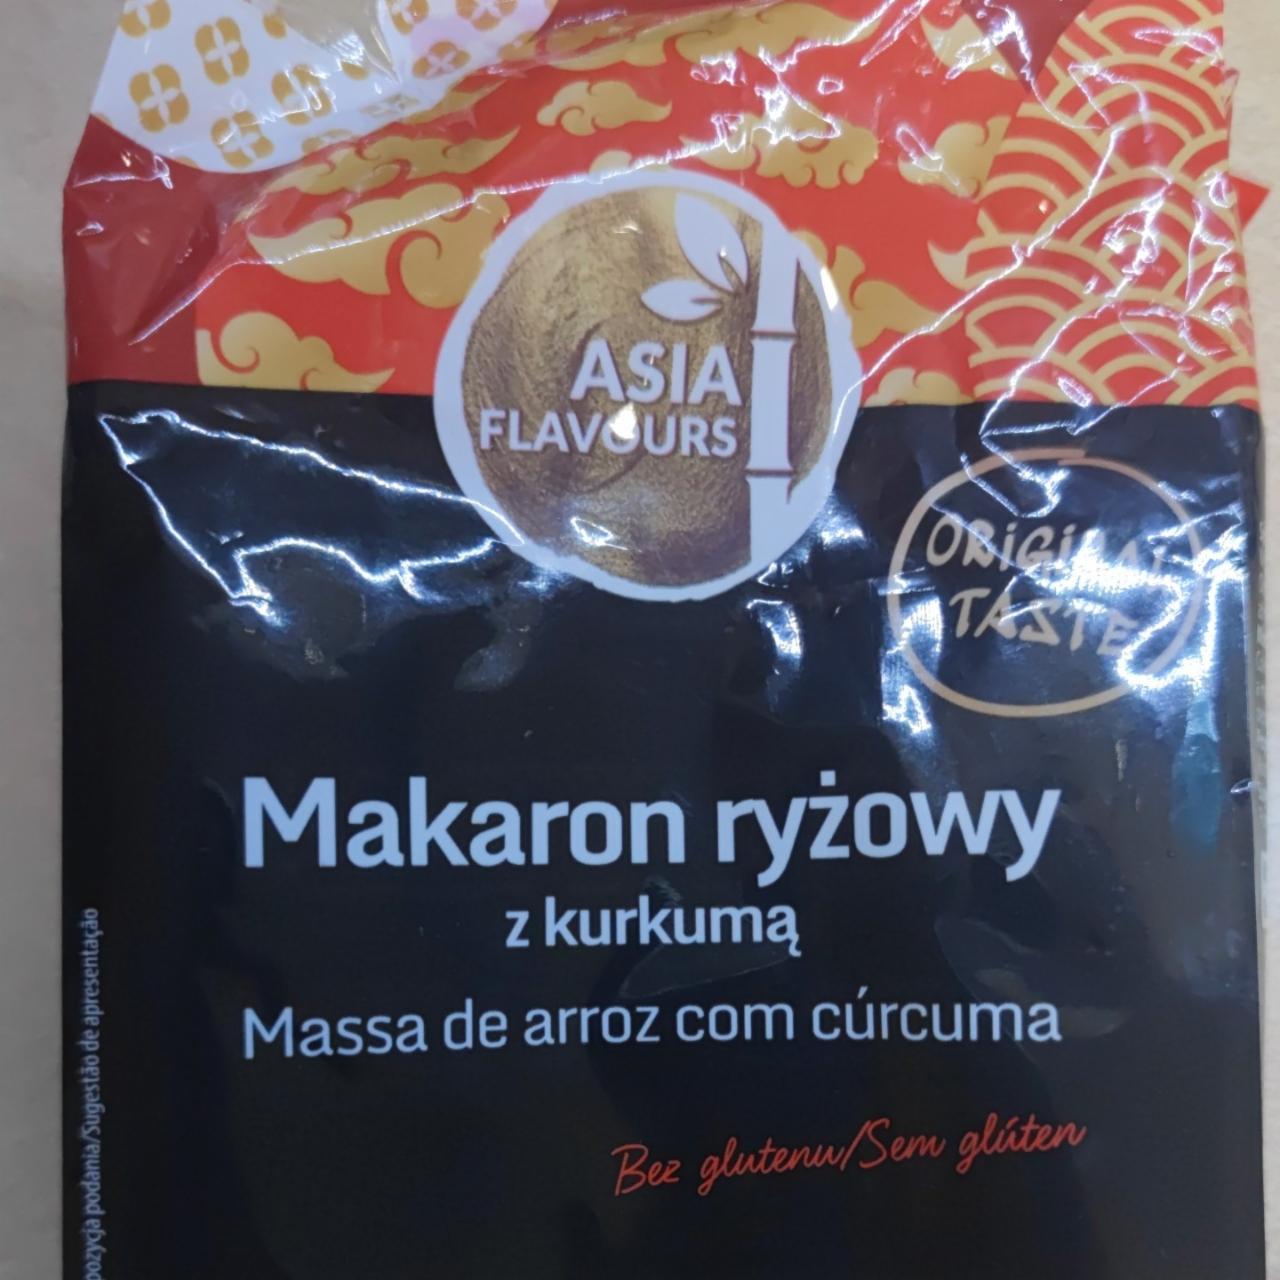 ASIA
FLAVOURS
ORiGiNAL
TASTE
Makaron ryżowy
z kurkumą
Massa de arroz com cúrcuma
Bez glutenu/Sem glúten
podania/Sugestão de apresentação